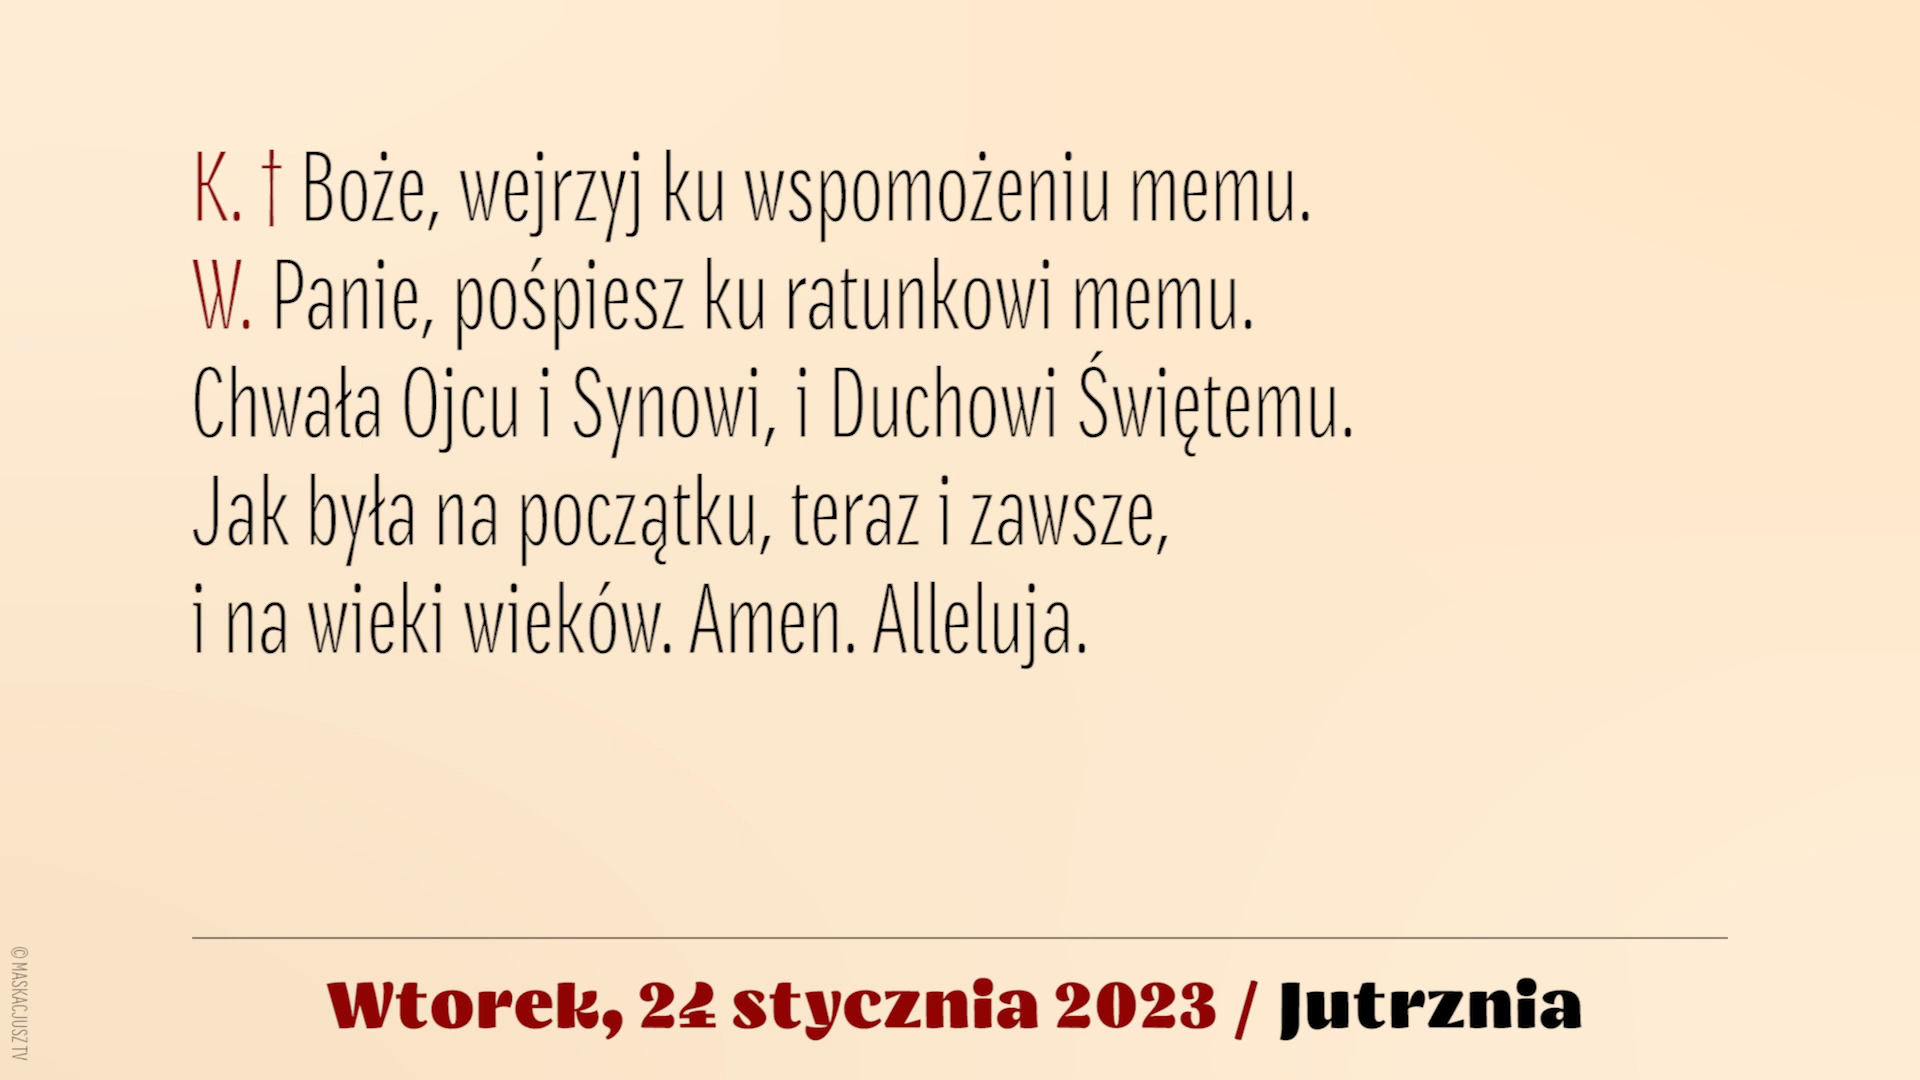 K. † Boże, wejrzyj ku wspomożeniu memu.
W. Panie, pośpiesz ku ratunkowi memu.
Chwała Ojcu i Synowi, i Duchowi Świętemu.
Jak była na początku, teraz i zawsze,
i na wieki wieków. Amen. Alleluja.
Wtorek, 24 stycznia 2023 / Jutrznia
© MASKACJUSZ TV